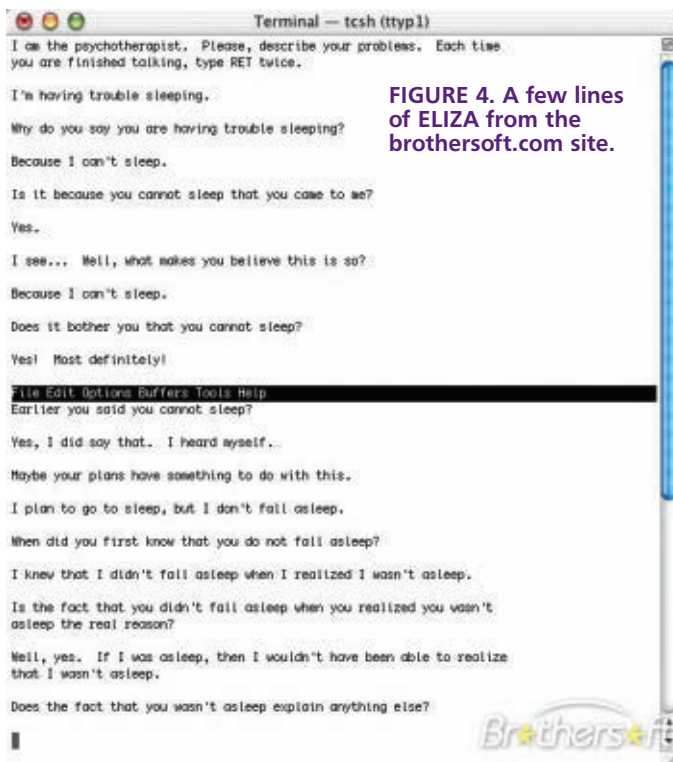 Terminal — tcsh (ttyp1)
I am the psychotherapist.  Please, describe your problems.  Each time
you are finished talking, type RET twice.
I'm having trouble sleeping.
FIGURE 4. A few lines
of ELIZA from the
brothersoft.com site.
Why do you say you are having trouble sleeping?
Because I can't sleep.
Is it because you cannot sleep that you came to me?
Yes.
I see...  Well, what makes you believe this is so?
Because I can't sleep.
Does it bother you that you cannot sleep?
Yes!  Most definitely!
File Edit Options Buffers Tools Help
Earlier you said you cannot sleep?
Yes, I did say that.  I heard myself.
Maybe your plans have something to do with this.
I plan to go to sleep, but I don't fall asleep.
When did you first know that you do not fall asleep?
I knew that I didn't fall asleep when I realized I wasn't asleep.
Is the fact that you didn't fall asleep when you realized you wasn't
asleep the real reason?
Well, yes.  If I was asleep, then I wouldn't have been able to realize
that I wasn't asleep.
Does the fact that you wasn't asleep explain anything else?
Brothersoft